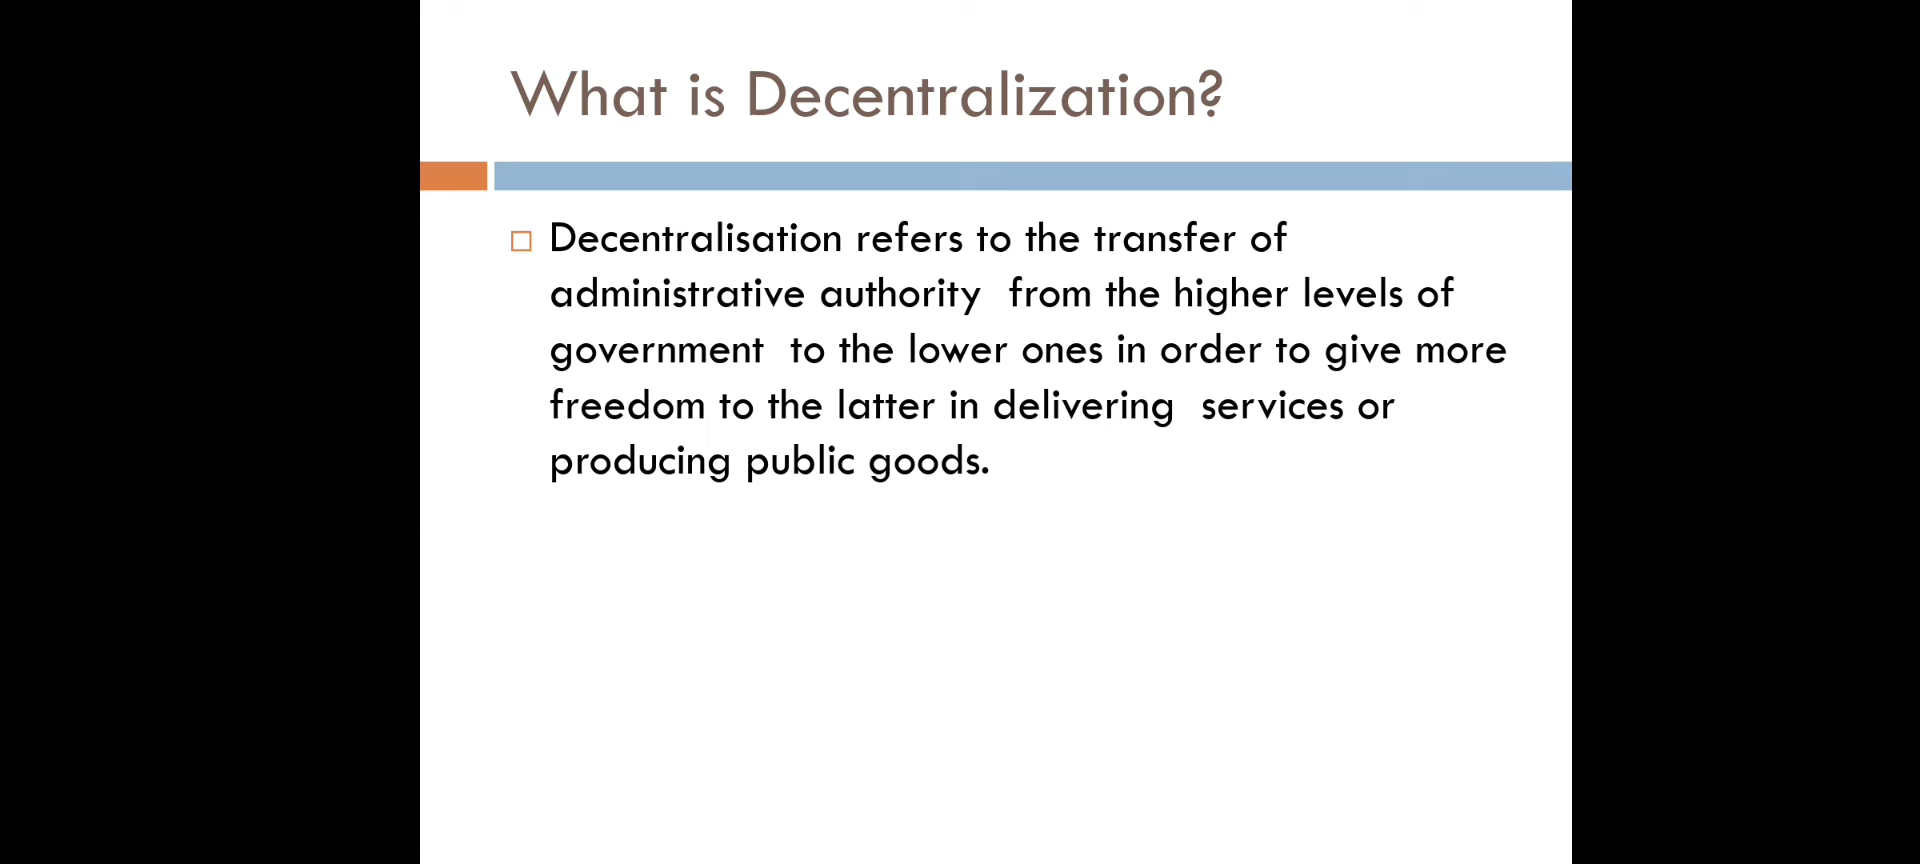 What is Decentralization?
Decentralisation refers to the transfer of
administrative authority  from the higher levels of
government  to the lower ones in order to give more
freedom to the latter in delivering  services or
producing public goods.